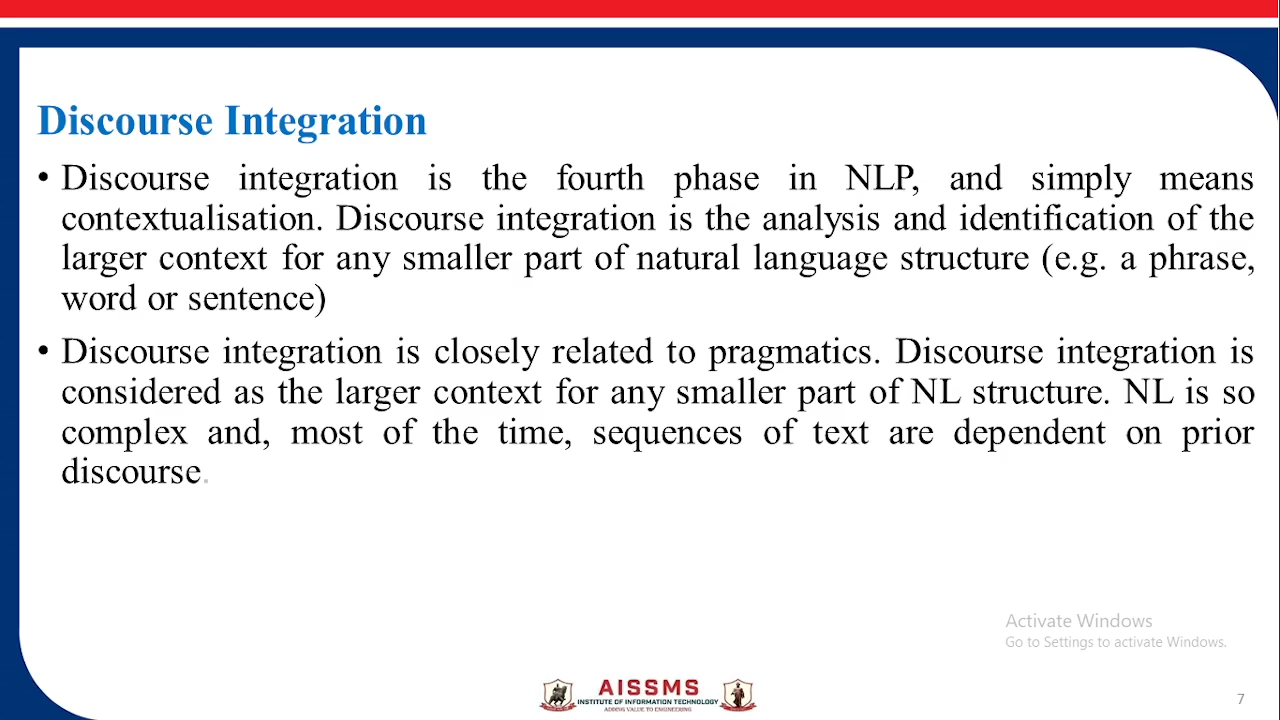 Discourse Integration
• Discourse integration is the fourth phase in NLP, and simply means
contextualisation. Discourse integration is the analysis and identification of the
larger context for any smaller part of natural language structure (e.g. a phrase,
word or sentence)
• Discourse integration is closely related to pragmatics. Discourse integration is
considered as the larger context for any smaller part of NL structure. NL is so
complex and, most of the time, sequences of text are dependent on prior
discourse.
Activate Windows
Go to Settings to activate Windows.
AISSMS
INSTITUTE OF INFORMATION TECHNOLOGY
ADDING VALUE TO ENGINEERING
7